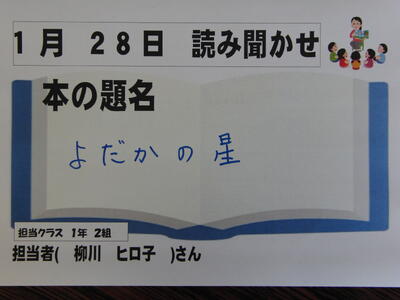 1月 28日 読み聞かせ
本の題名
よだかの星
担当クラス 1年 2組
担当者( 柳川 ヒロ子 )さん